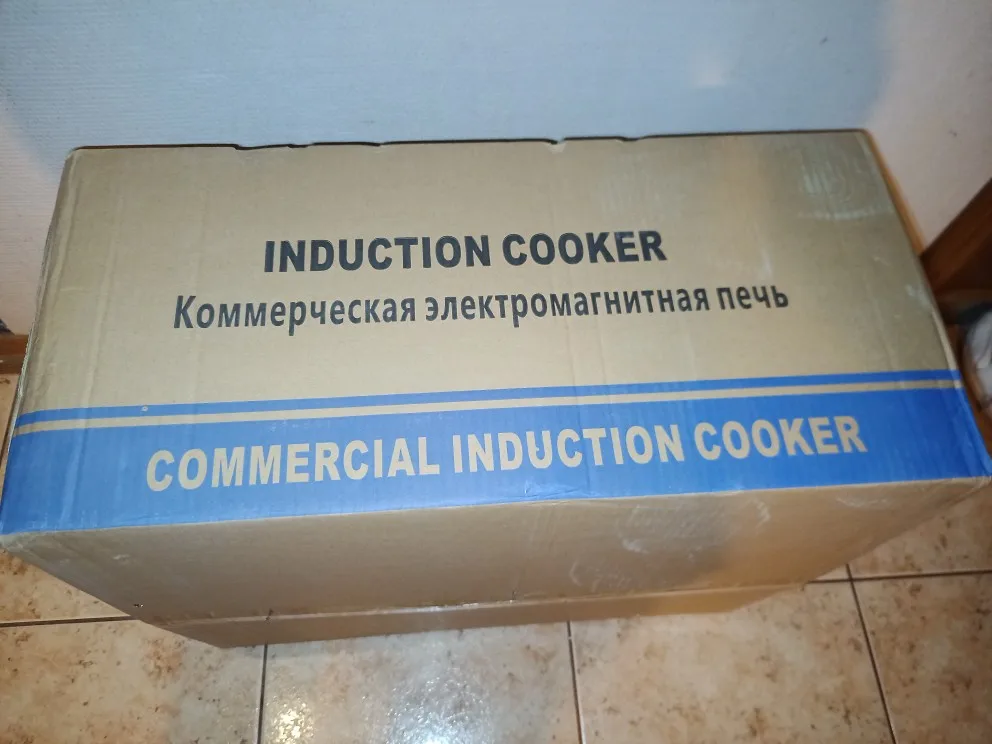 INDUCTION COOKER
Коммерческая электромагнитная печь
COMMERCIAL INDUCTION COOKER